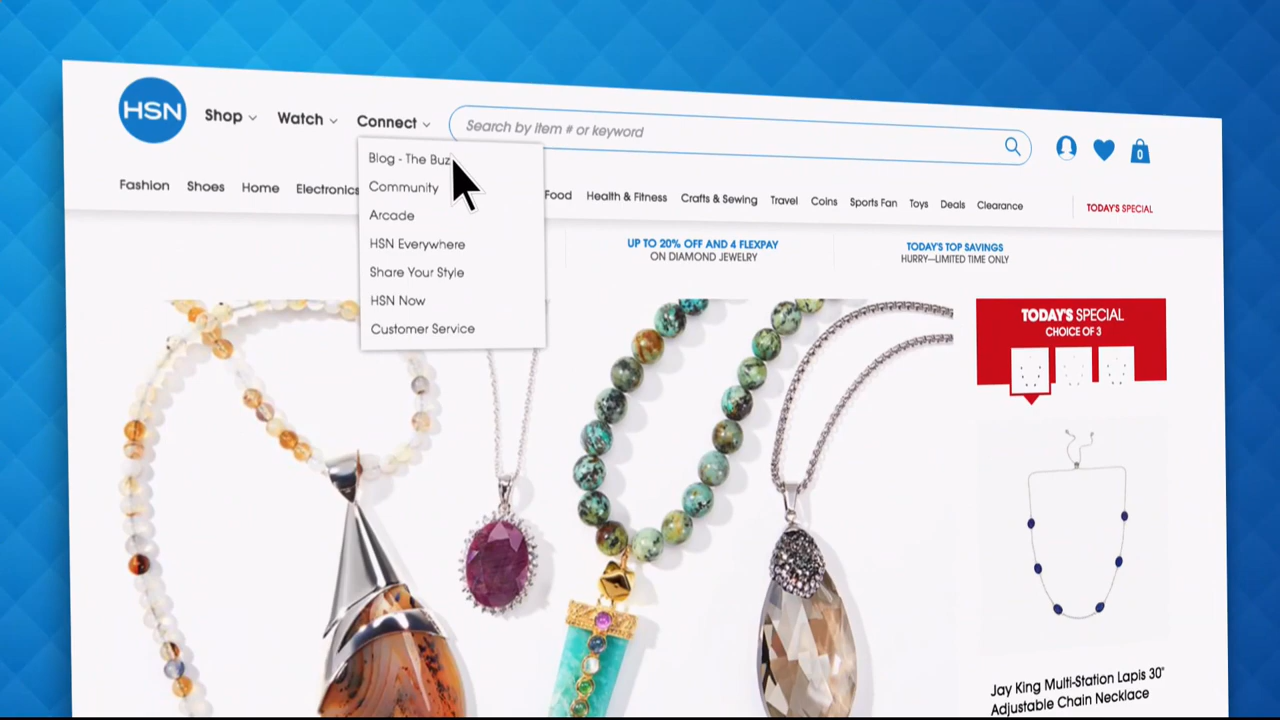 HSN
Shop
Watch
Connect
Search by item # or keyword
0
Blog - The Buz
Community
Arcade
HSN Everywhere
Share Your Style
HSN Now
Customer Service
Fashion Shoes Home Electronics Food Health & Fitness Crafts & Sewing Travel Coins Sports Fan Toys Deals Clearance TODAY'S SPECIAL
UP TO 20% OFF AND 4 FLEXPAY
ON DIAMOND JEWELRY
TODAY'S TOP SAVINGS
HURRY—LIMITED TIME ONLY
TODAY'S SPECIAL
CHOICE OF 3
Jay King Multi-Station Lapis 30"
Adjustable Chain Necklace